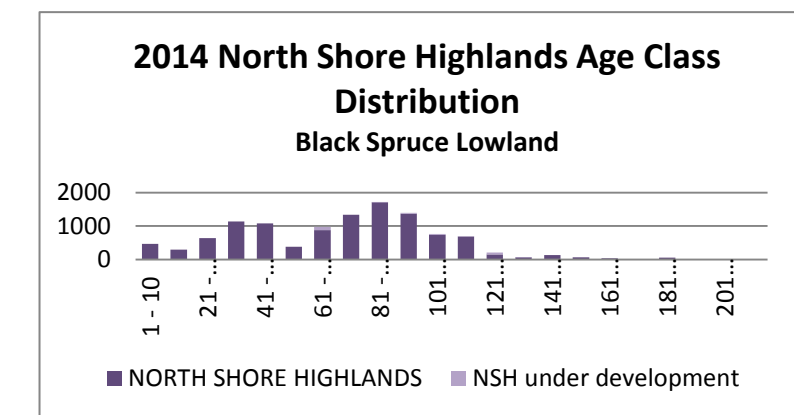 2014 North Shore Highlands Age Class
Distribution
Black Spruce Lowland
2000
1000
0
1 - 10
21 -…
41 -…
61 -…
81 -…
101…
121…
141…
161…
181…
201…
NORTH SHORE HIGHLANDS
NSH under development